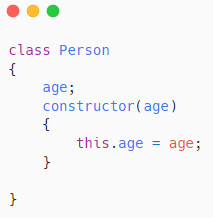 class Person
{
    age;
    constructor(age)
    {
        this.age = age;
    }
}